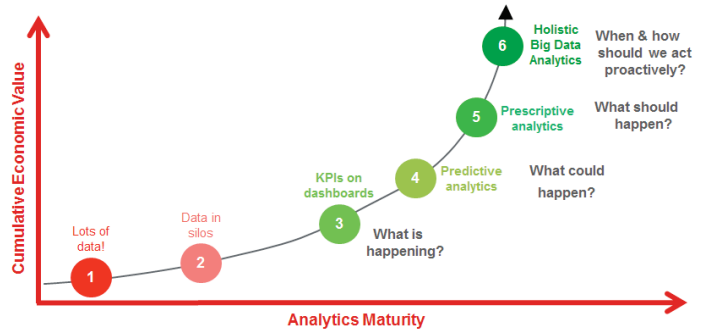 6
Holistic
Big Data
Analytics
When & how
should we act
proactively?
5
Prescriptive
analytics
What should
happen?
4
Predictive
analytics
What could
happen?
KPIs on
dashboards
3
What is
happening?
Data in
silos
2
Lots of
data!
1
Cumulative Economic Value
Analytics Maturity